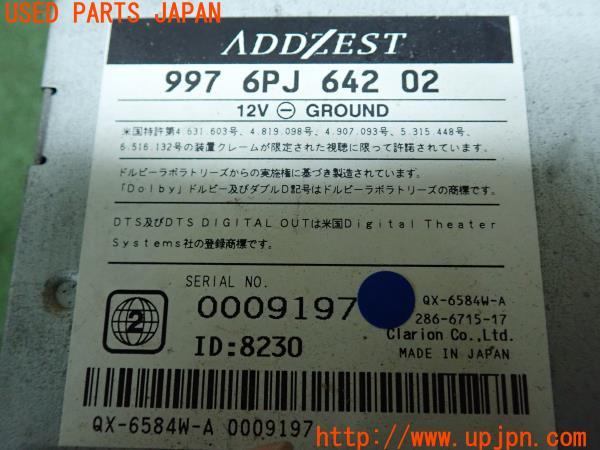 USED PARTS JAPAN
ADDZEST
997 6PJ 642 02
12V ⊖ GROUND
米国特許第4.631.603号、4.819.098号、4.907.093号、5.315.448号、
6.516.132号の装置クレームが限定された視聴に限って許諾されています。
ドルビーラボラトリーズからの実施権に基づき製造されています。
「Dolby」ドルビー及びダブルD記号はドルビーラボラトリーズの商標です。
DTS及びDTS DIGITAL OUTは米国Digital Theater
Systems社の登録商標です。
SERIAL NO.
0009197
QX-6584W-A
286-6715-17
2
ID:8230
Clarion Co.,Ltd.
MADE IN JAPAN
QX-6584W-A 0009197
http://www.upjpn.com/